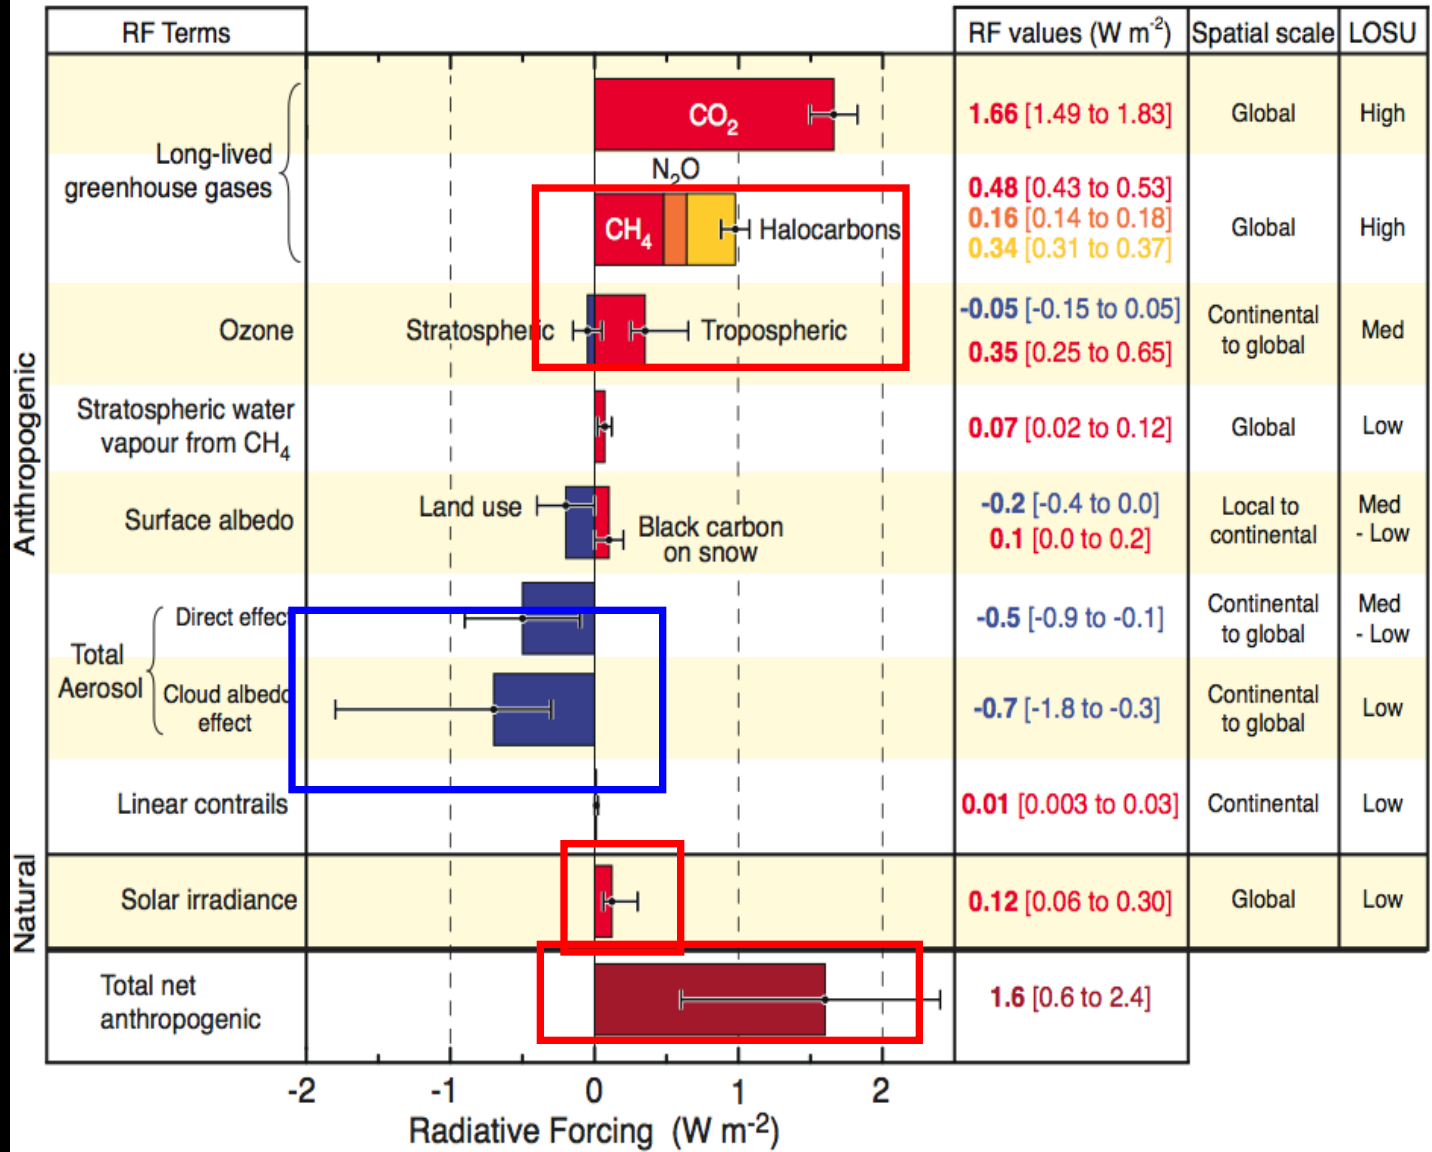 RF Terms
RF values (W m-2)
Spatial scale
LOSU
Anthropogenic
Long-lived
greenhouse gases
CO2
1.66 [1.49 to 1.83]
Global
High
N2O
CH4
Halocarbons
0.48 [0.43 to 0.53]
0.16 [0.14 to 0.18]
0.34 [0.31 to 0.37]
Global
High
Ozone
Stratospheric
Tropospheric
-0.05 [-0.15 to 0.05]
0.35 [0.25 to 0.65]
Continental
to global
Med
Stratospheric water
vapour from CH4
0.07 [0.02 to 0.12]
Global
Low
Surface albedo
Land use
Black carbon
on snow
-0.2 [-0.4 to 0.0]
0.1 [0.0 to 0.2]
Local to
continental
Med
- Low
Total
Aerosol
Direct effect
-0.5 [-0.9 to -0.1]
Continental
to global
Med
- Low
Cloud albedo
effect
-0.7 [-1.8 to -0.3]
Continental
to global
Low
Linear contrails
0.01 [0.003 to 0.03]
Continental
Low
Natural
Solar irradiance
0.12 [0.06 to 0.30]
Global
Low
Total net
anthropogenic
1.6 [0.6 to 2.4]
-2 -1 0 1 2
Radiative Forcing (W m-2)